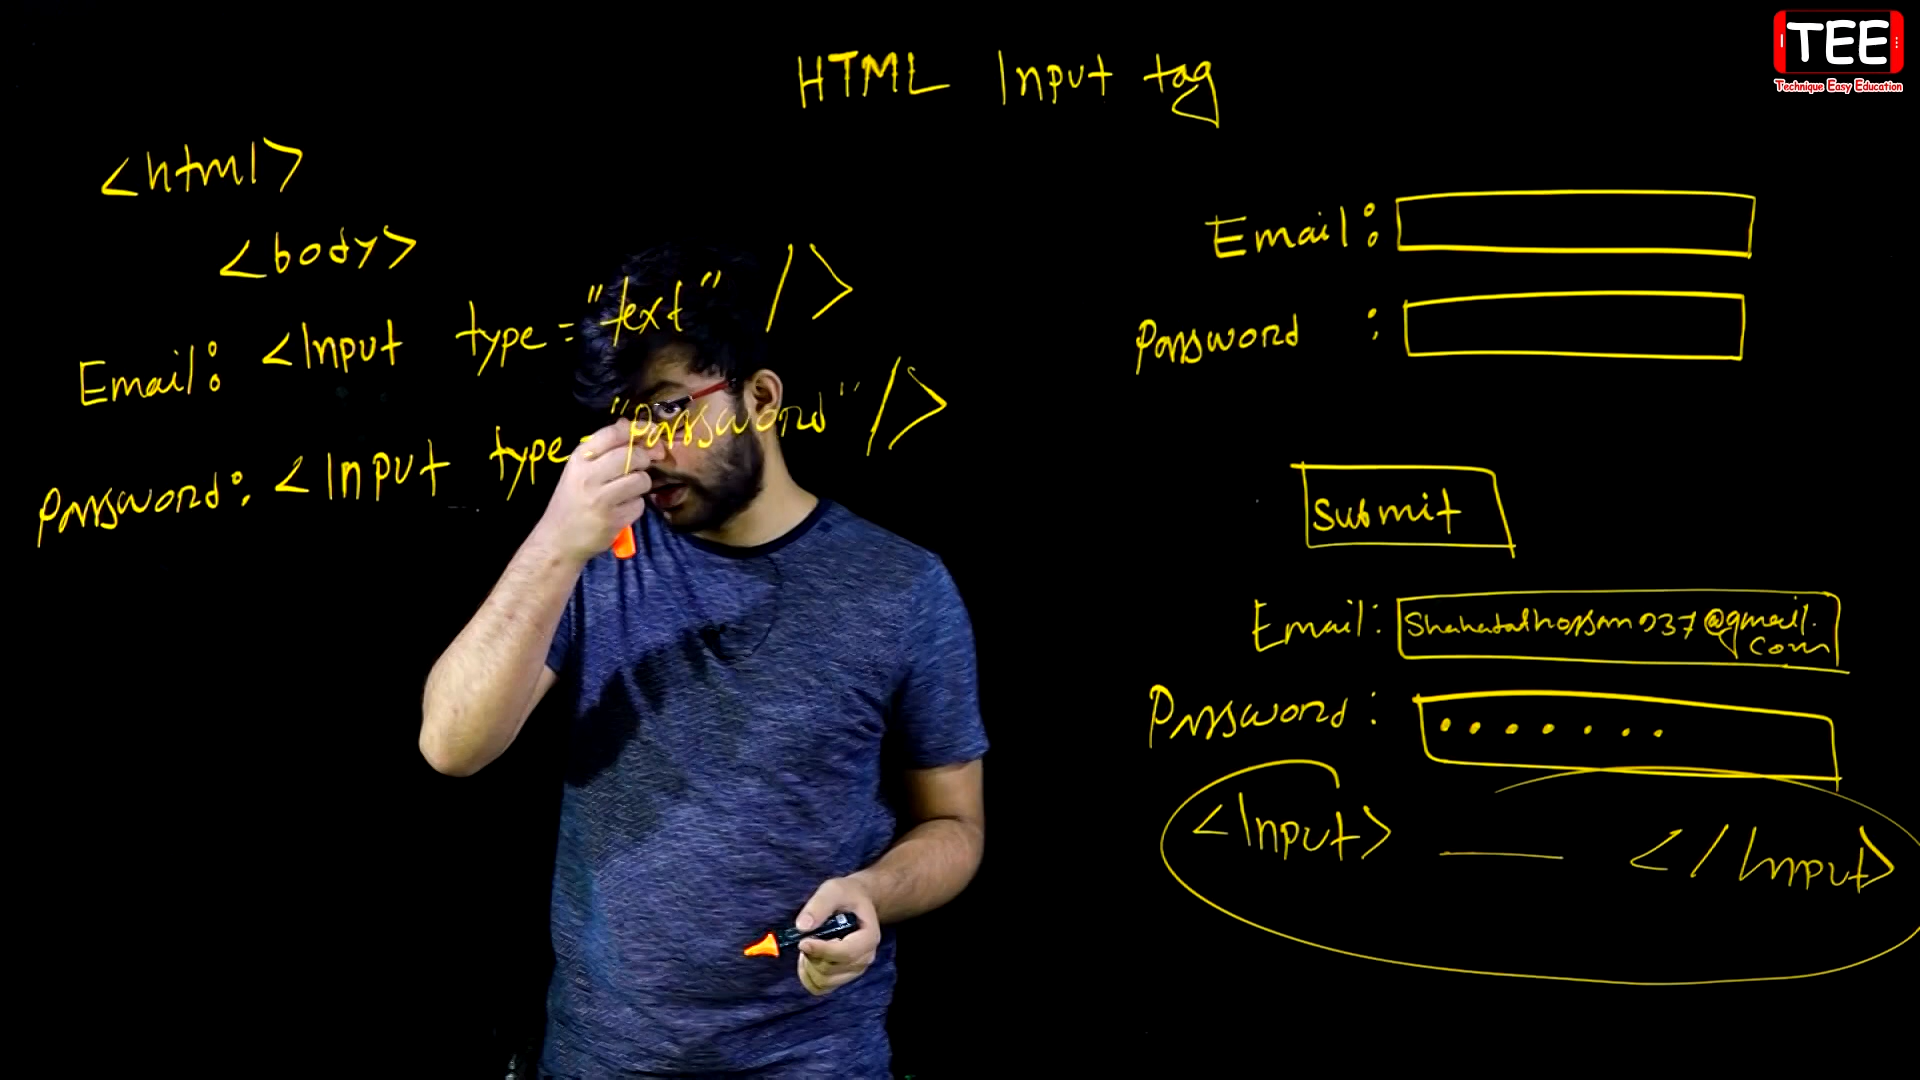 TEE
Technique Easy Education
HTML Input tag
<html>
<body>
Email: <Input type="text" />
Password: <Input type="Password" />
Email:
Password :
Submit
Email:
@gmail.
com
Password: .......
<Input> — </Input>